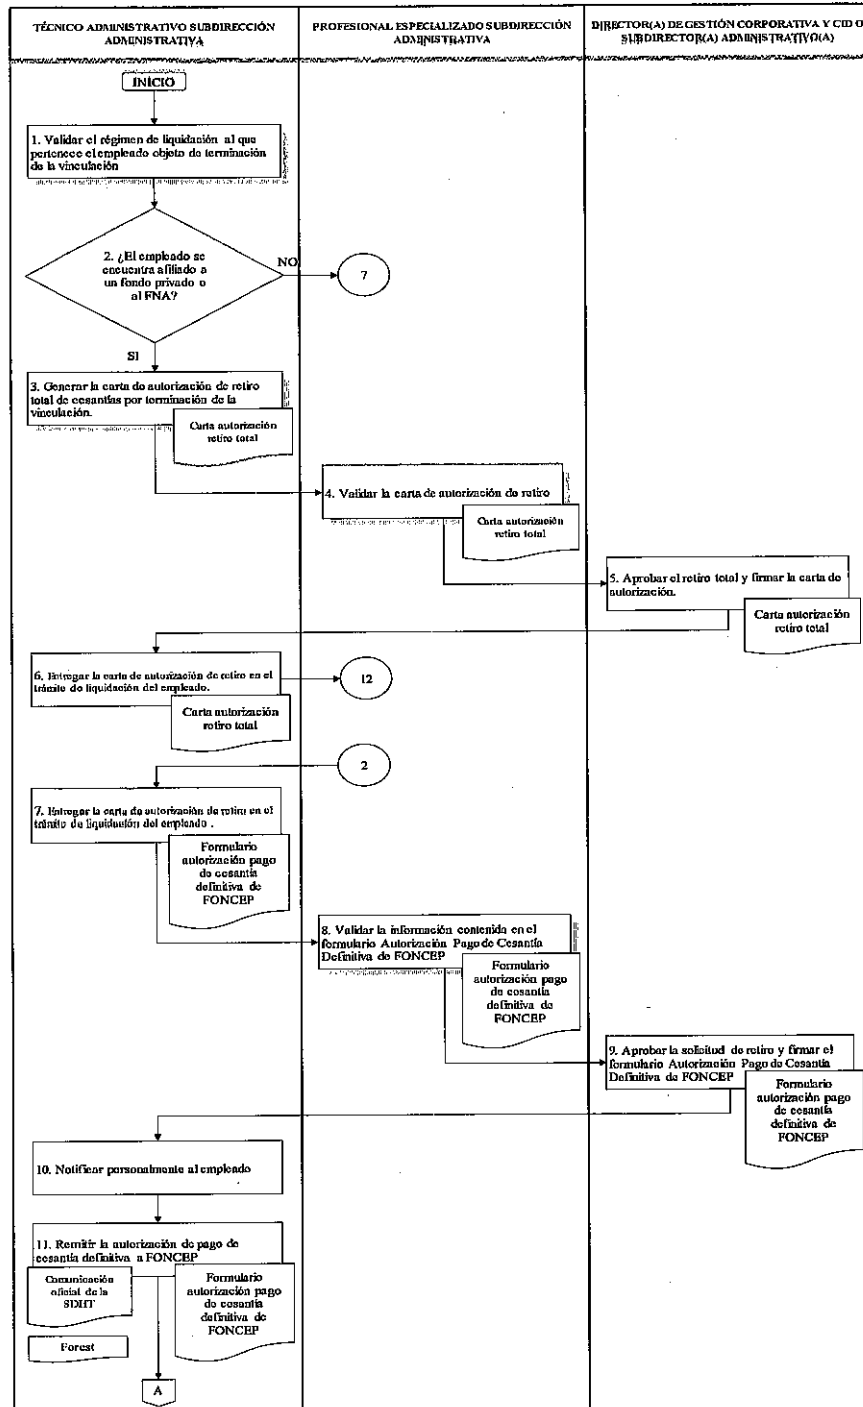 TÉCNICO ADMINISTRATIVO SUBDIRECCIÓN
ADMINISTRATIVA
PROFESIONAL ESPECIALIZADO SUBDIRECCIÓN
ADMINISTRATIVA
DIRECTOR(A) DE GESTIÓN CORPORATIVA Y CID O
SUBDIRECTOR(A) ADMINISTRATIVO(A)
INICIO
1. Validar el régimen de liquidación al que
pertenece el empleado objeto de terminación
de la vinculación
2. ¿El empleado se
encuentra afiliado a
un fondo privado o
al FNA?
NO
7
SI
3. Generar la carta de autorización de retiro
total de cesantías por terminación de la
vinculación.
Carta autorización
retiro total
4. Validar la carta de autorización de retiro
Carta autorización
retiro total
5. Aprobar el retiro total y firmar la carta de
autorización.
Carta autorización
retiro total
6. Entregar la carta de autorización de retiro en el
trámite de liquidación del empleado.
12
Carta autorización
retiro total
2
7. Entregar la carta de autorización de retiro en el
trámite de liquidación del empleado .
Formulario
autorización pago
de cesantía
definitiva de
FONCEP
8. Validar la información contenida en el
formulario Autorización Pago de Cesantía
Definitiva de FONCEP
Formulario
autorización pago
de cesantía
definitiva de
FONCEP
9. Aprobar la solicitud de retiro y firmar el
formulario Autorización Pago de Cesantía
Definitiva de FONCEP
Formulario
autorización pago
de cesantía
definitiva de
FONCEP
10. Notificar personalmente al empleado
11. Remitir la autorización de pago de
cesantía definitiva a FONCEP
Comunicación
oficial de la
SDHT
Formulario
autorización pago
de cesantía
definitiva de
FONCEP
Forest
A